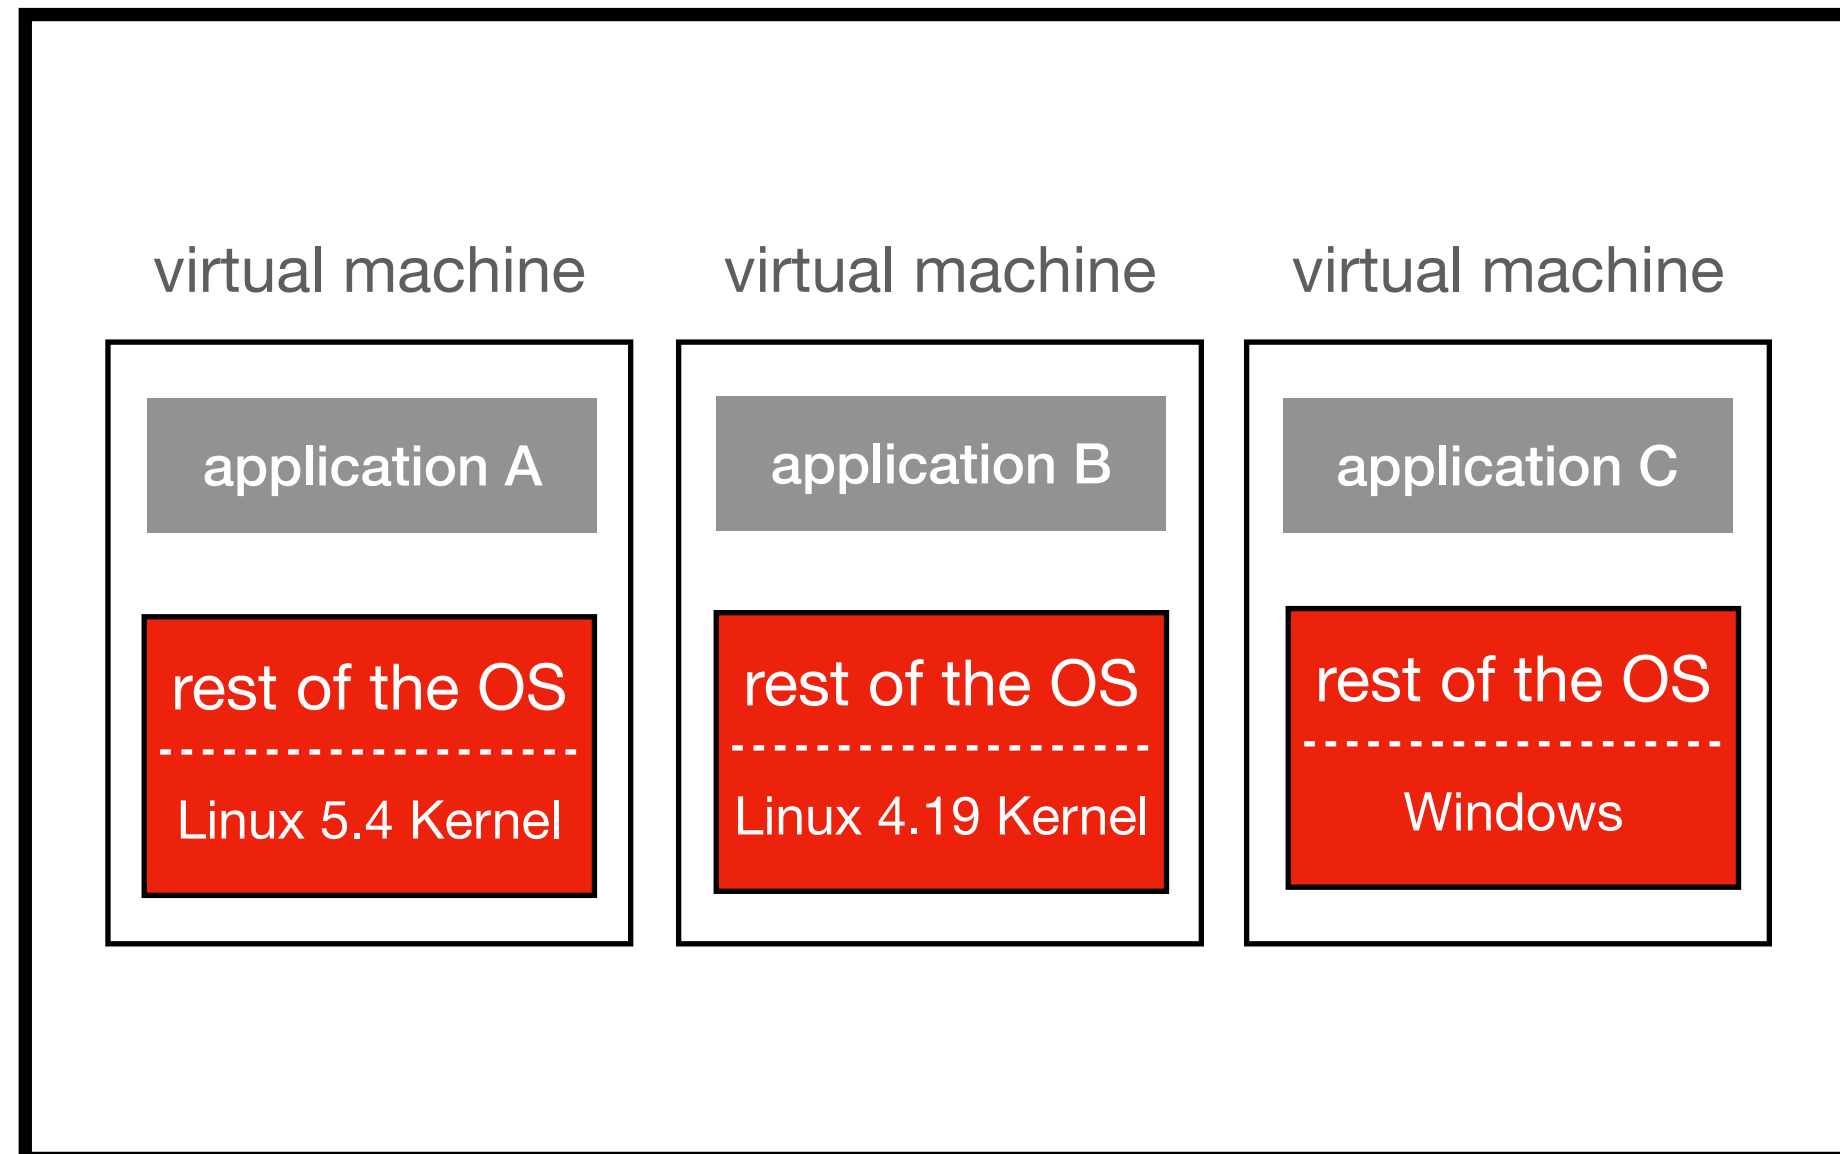 virtual machine
virtual machine
virtual machine
application A
application B
application C
rest of the OS
Linux 5.4 Kernel
rest of the OS
Linux 4.19 Kernel
rest of the OS
Windows